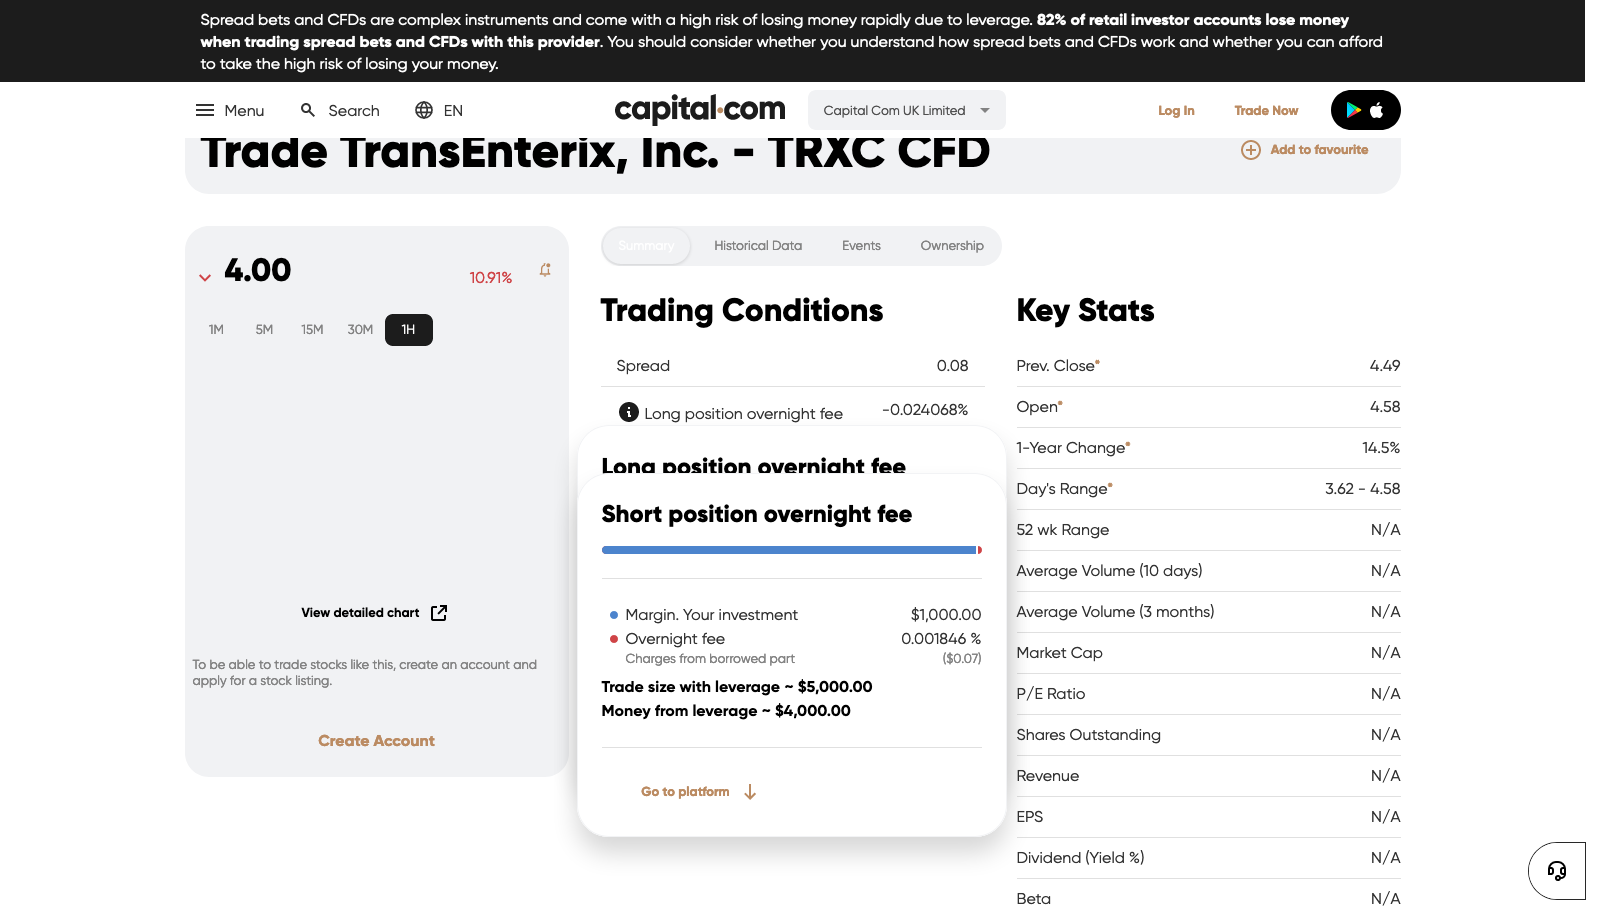 Spread bets and CFDs are complex instruments and come with a high risk of losing money rapidly due to leverage. 82% of retail investor accounts lose money
when trading spread bets and CFDs with this provider. You should consider whether you understand how spread bets and CFDs work and whether you can afford
to take the high risk of losing your money.
Menu
Search
EN
capital.com
Capital Com UK Limited
Log In
Trade Now
Trade TransEnterix, Inc. - TRXC CFD
Add to favourite
4.00
10.91%
1M
5M
15M
30M
1H
View detailed chart
To be able to trade stocks like this, create an account and
apply for a stock listing.
Create Account
Summary
Historical Data
Events
Ownership
Trading Conditions
Spread 0.08
Long position overnight fee -0.024068%
Long position overnight fee
Short position overnight fee
Margin. Your investment $1,000.00
Overnight fee 0.001846 %
Charges from borrowed part ($0.07)
Trade size with leverage ~ $5,000.00
Money from leverage ~ $4,000.00
Go to platform
Key Stats
Prev. Close* 4.49
Open* 4.58
1-Year Change* 14.5%
Day's Range* 3.62 - 4.58
52 wk Range N/A
Average Volume (10 days) N/A
Average Volume (3 months) N/A
Market Cap N/A
P/E Ratio N/A
Shares Outstanding N/A
Revenue N/A
EPS N/A
Dividend (Yield %) N/A
Beta N/A